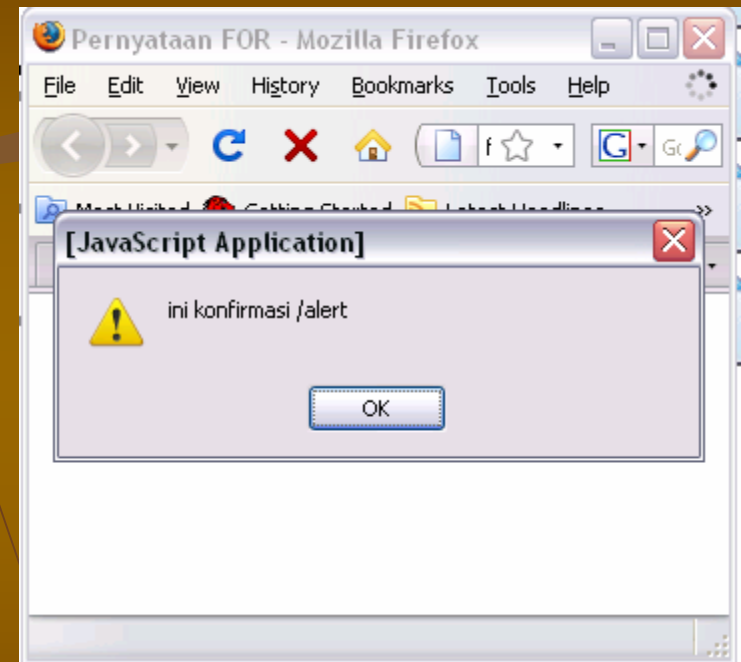 Pernyataan FOR - Mozilla Firefox
File Edit View History Bookmarks Tools Help
f G
[JavaScript Application]
ini konfirmasi /alert
OK